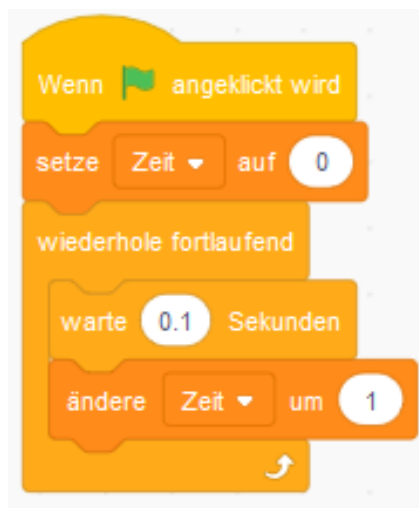 Wenn angeklickt wird
setze Zeit auf 0
wiederhole fortlaufend
warte 0.1 Sekunden
ändere Zeit um 1